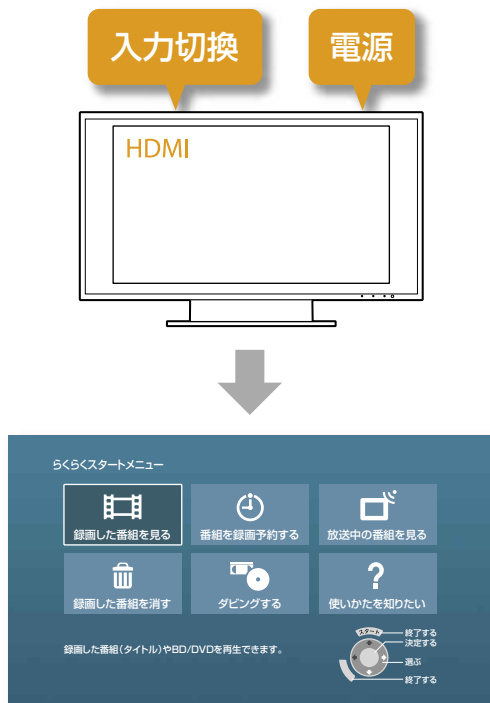 入力切換
電源
HDMI
らくらくスタートメニュー
録画した番組を見る
番組を録画予約する
放送中の番組を見る
録画した番組を消す
ダビングする
使いかたを知りたい
録画した番組（タイトル）やBD/DVDを再生できます。
スタート
終了する
決定する
選ぶ
終了する